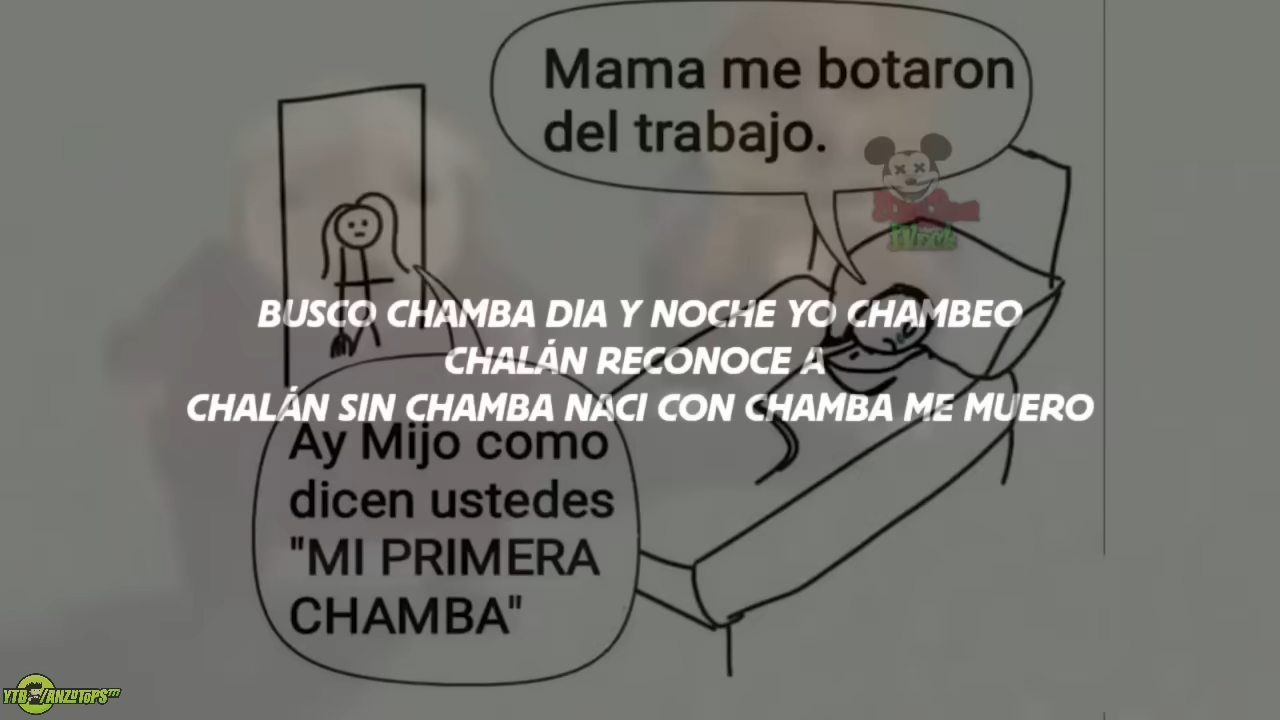 Mama me botaron
del trabajo.
BUSCO CHAMBA DIA Y NOCHE YO CHAMBEO
CHALÁN RECONOCE A
CHALÁN SIN CHAMBA NACI CON CHAMBA ME MUERO
Ay Mijo como
dicen ustedes
"MI PRIMERA
CHAMBA"